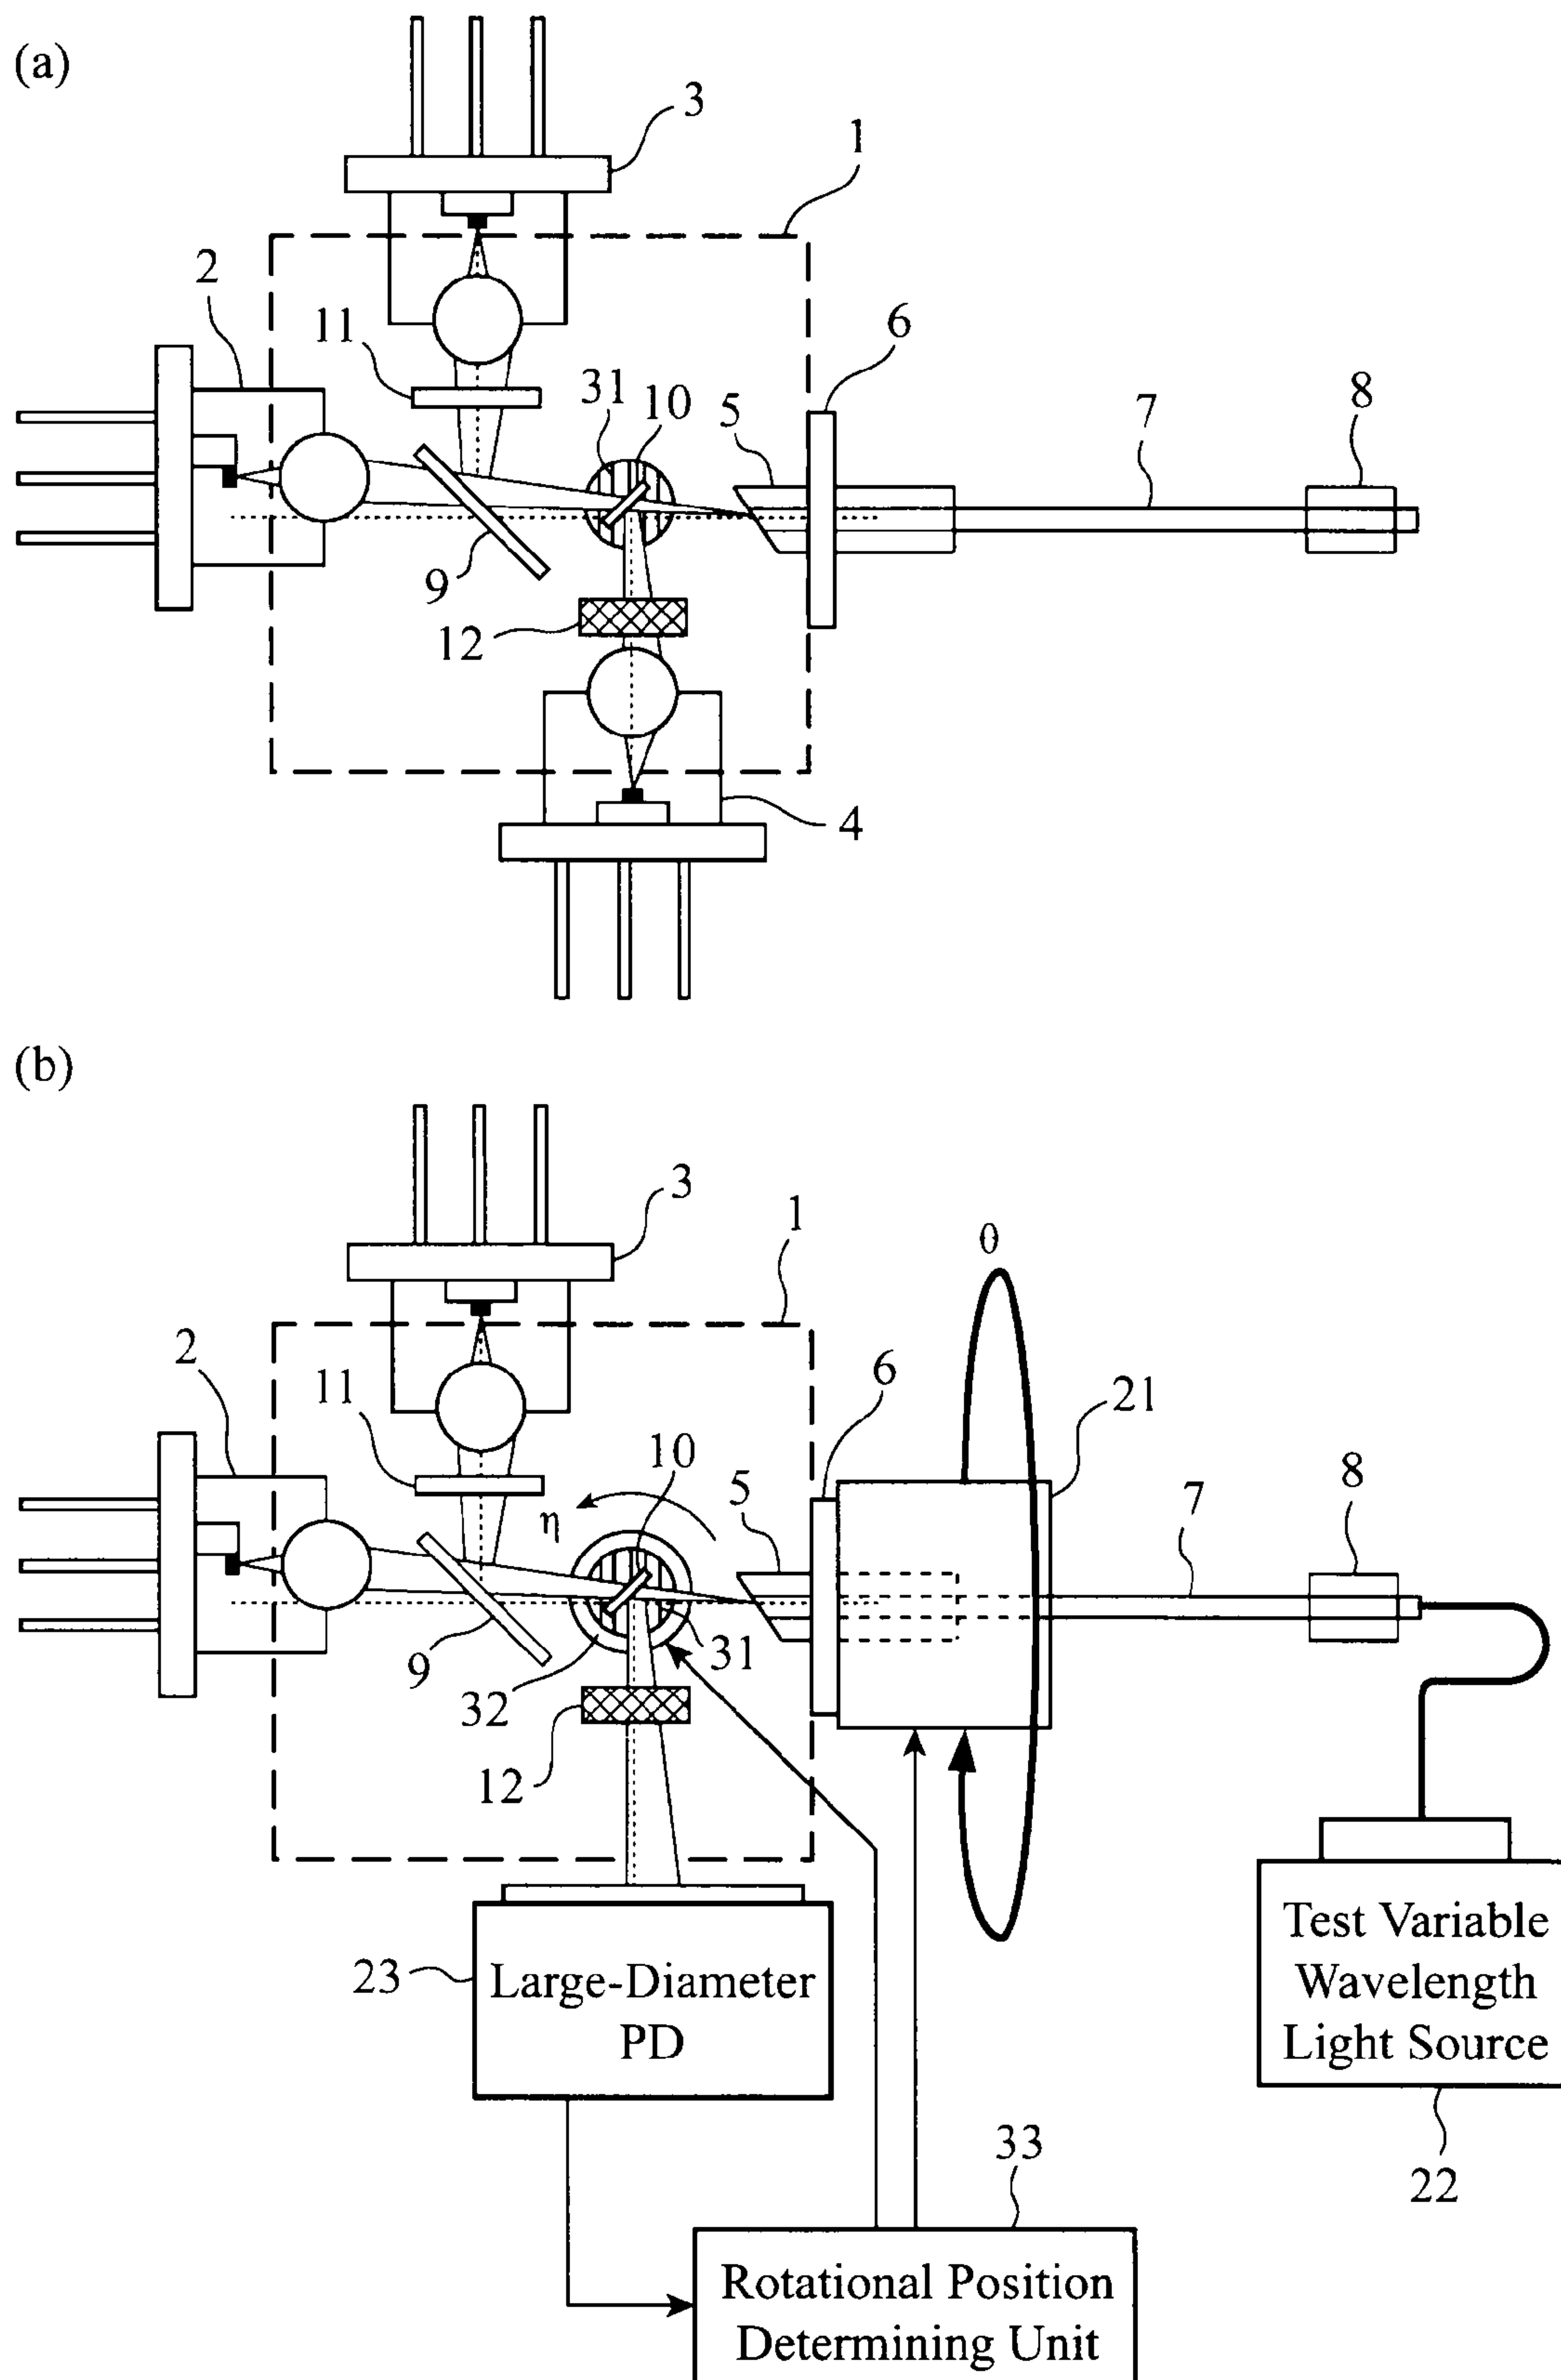 (a)
3
1
2
11
31
10
5
6
7
8
9
12
4
(b)
3
1
θ
2
11
10
6
21
η
5
7
8
9
32
31
12
23
Large-Diameter
PD
Test Variable
Wavelength
Light Source
22
33
Rotational Position
Determining Unit